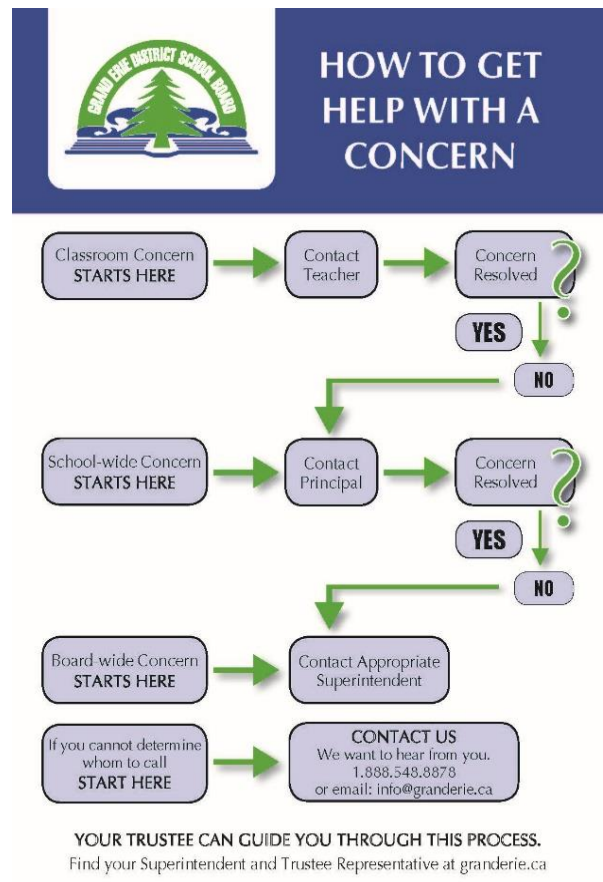 GRAND ERIE DISTRICT SCHOOL BOARD
HOW TO GET
HELP WITH A
CONCERN
Classroom Concern
STARTS HERE
Contact
Teacher
Concern
Resolved
?
YES
NO
School-wide Concern
STARTS HERE
Contact
Principal
Concern
Resolved
?
YES
NO
Board-wide Concern
STARTS HERE
Contact Appropriate
Superintendent
If you cannot determine
whom to call
START HERE
CONTACT US
We want to hear from you.
1.888.548.8878
or email: info@granderie.ca
YOUR TRUSTEE CAN GUIDE YOU THROUGH THIS PROCESS.
Find your Superintendent and Trustee Representative at granderie.ca